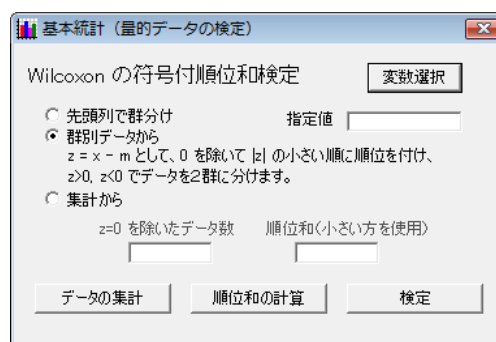 基本統計（量的データの検定）
Wilcoxon の符号付順位和検定
変数選択
先頭列で群分け
指定値
群別データから
z = x - m として、0 を除いて |z| の小さい順に順位を付け、
z>0, z<0 でデータを2群に分けます。
集計から
z=0 を除いたデータ数
順位和(小さい方を使用)
データの集計
順位和の計算
検定